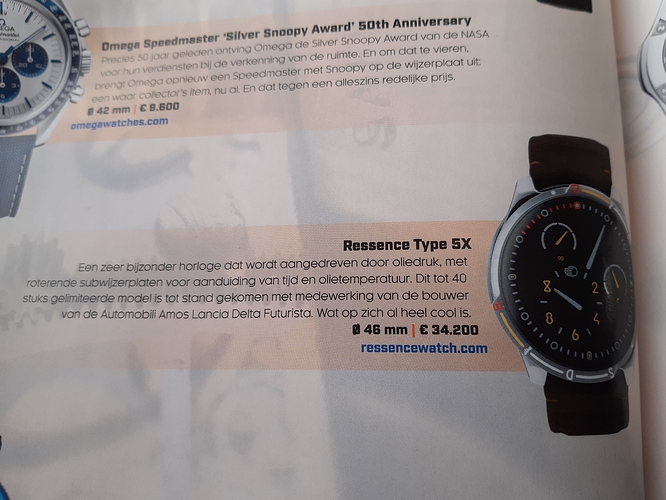 Omega Speedmaster 'Silver Snoopy Award' 50th Anniversary
Precies 50 jaar geleden ontving Omega de Silver Snoopy Award van de NASA
voor hun verdiensten bij de verkenning van de ruimte. En om dat te vieren,
brengt Omega opnieuw een Speedmaster met Snoopy op de wijzerplaat uit:
een waar collector's item, nu al. En dat tegen een alleszins redelijke prijs.
Ø 42 mm | € 8.600
omegawatches.com
Ressence Type 5X
Een zeer bijzonder horloge dat wordt aangedreven door oliedruk, met
roterende subwijzerplaten voor aanduiding van tijd en olietemperatuur. Dit tot 40
stuks gelimiteerde model is tot stand gekomen met medewerking van de bouwer
van de Automobili Amos Lancia Delta Futurista. Wat op zich al heel cool is.
Ø 46 mm | € 34.200
ressencewatch.com
8 2
8 4
6
D S